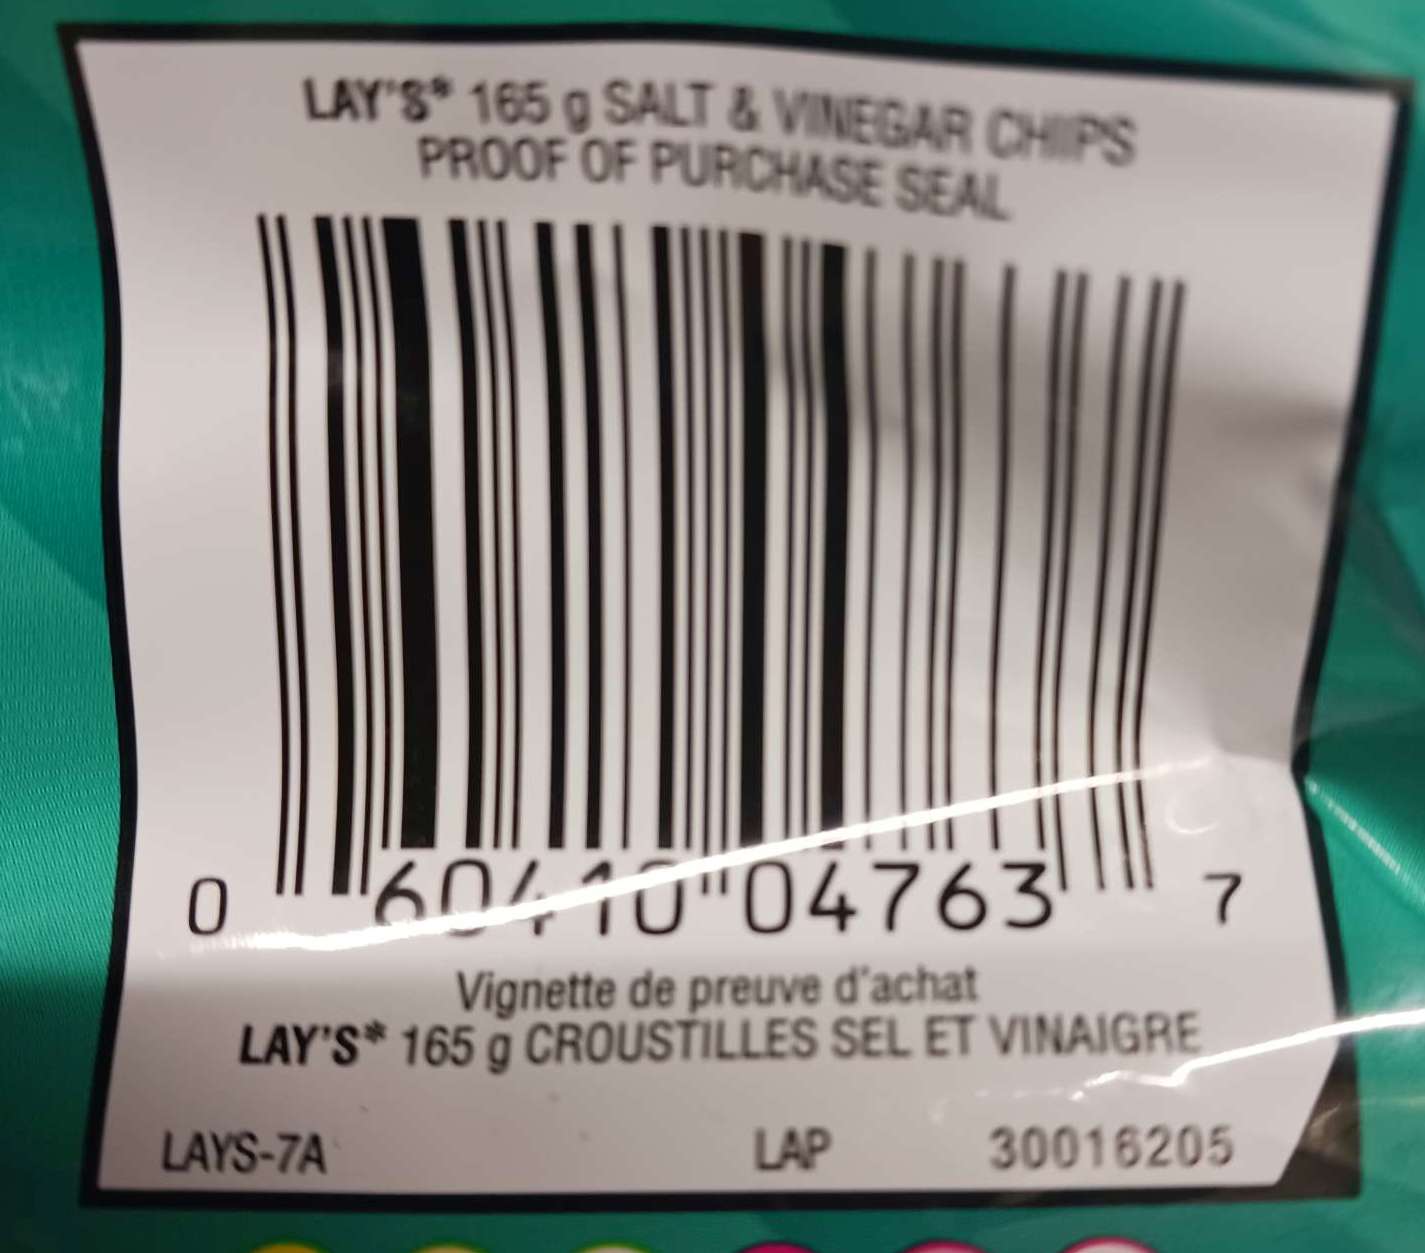 LAY'S* 165 g SALT & VINEGAR CHIIPS
PROOF OF PURCHASE SEAL
0 60410 04763 7
Vignette de preuve d'achat
LAY'S* 165 g CROUSTILLES SEL ET VINAIGRE
LAYS-7A LAP 30016205